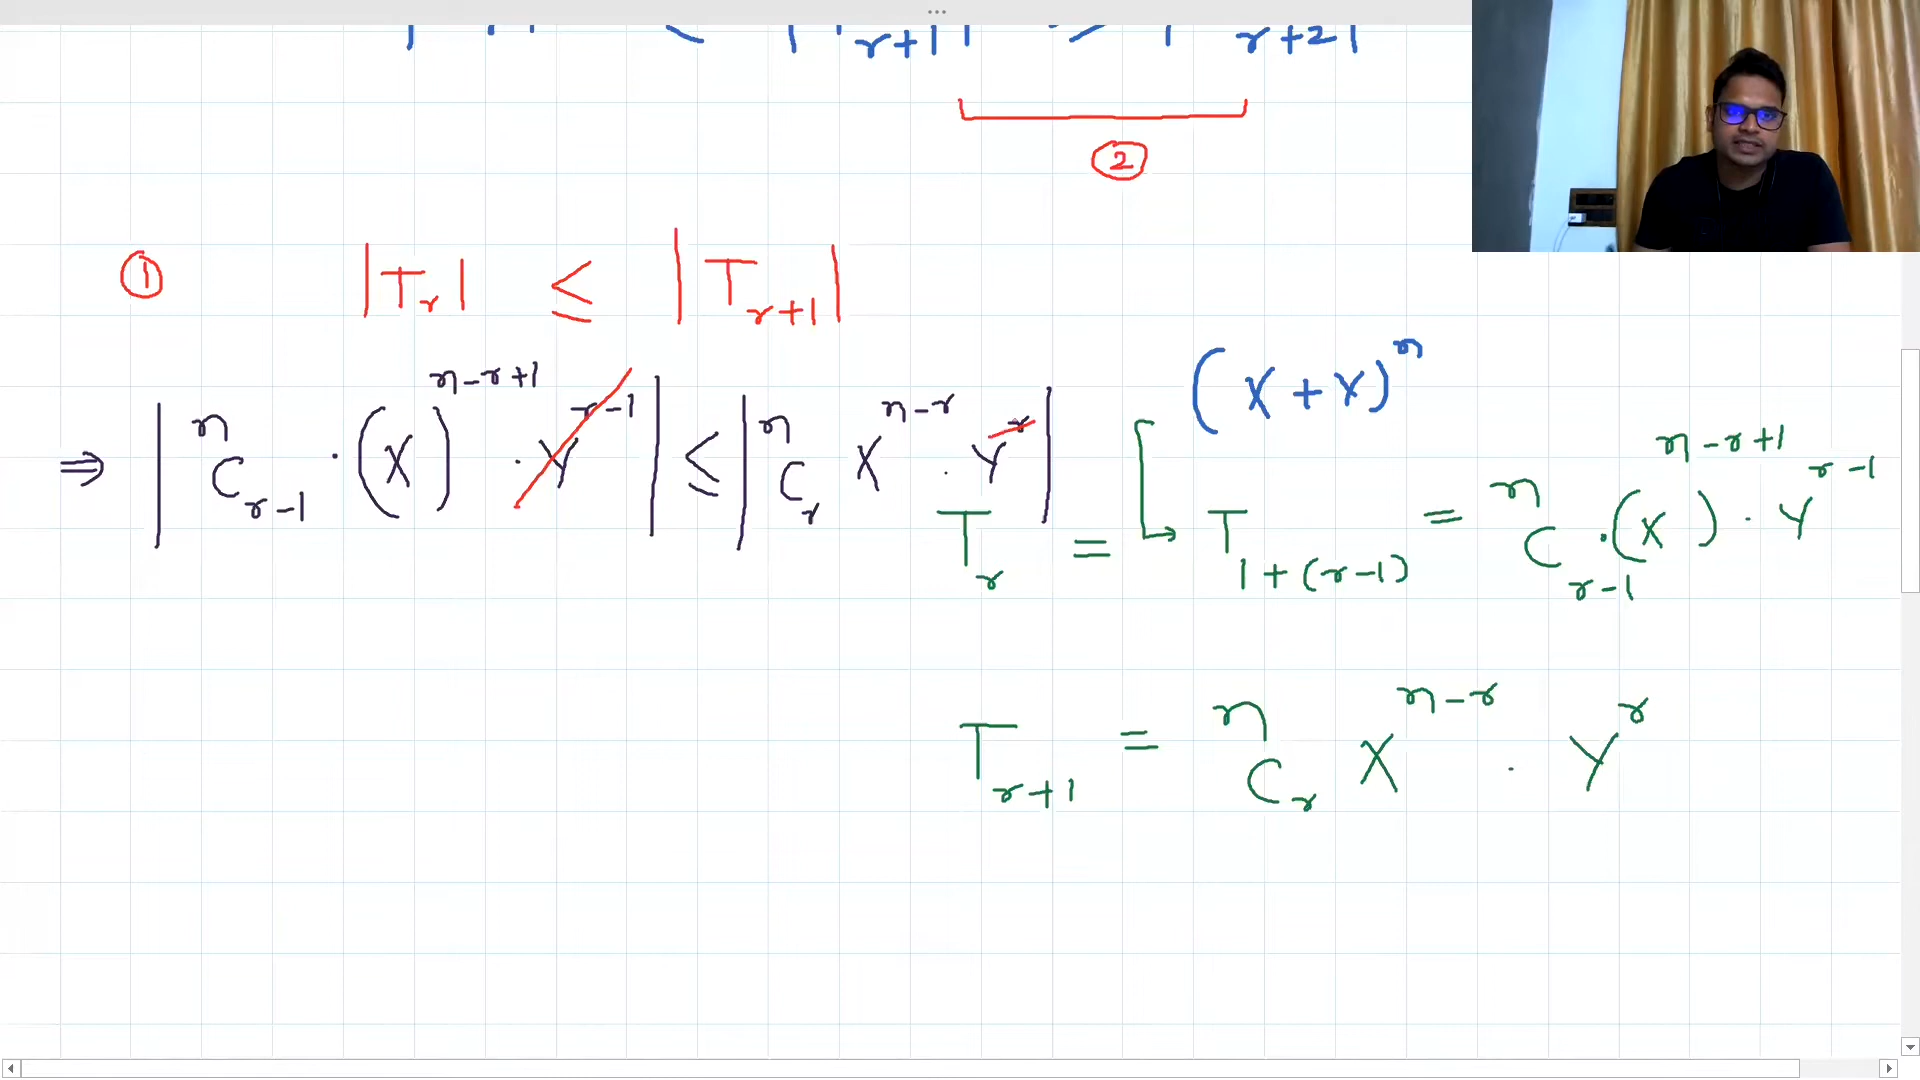 r+1| r+2|
②
① |T_r| ≤ |T_{r+1}|
(X + Y)^n
⇒ |^nC_{r-1} · (X)^{n-r+1} · Y^{r-1}| ≤ |^nC_r X^{n-r} · Y^r|
T_r = T_{1+(r-1)} = ^nC_{r-1} · (X)^{n-r+1} · Y^{r-1}
T_{r+1} = ^nC_r X^{n-r} · Y^r